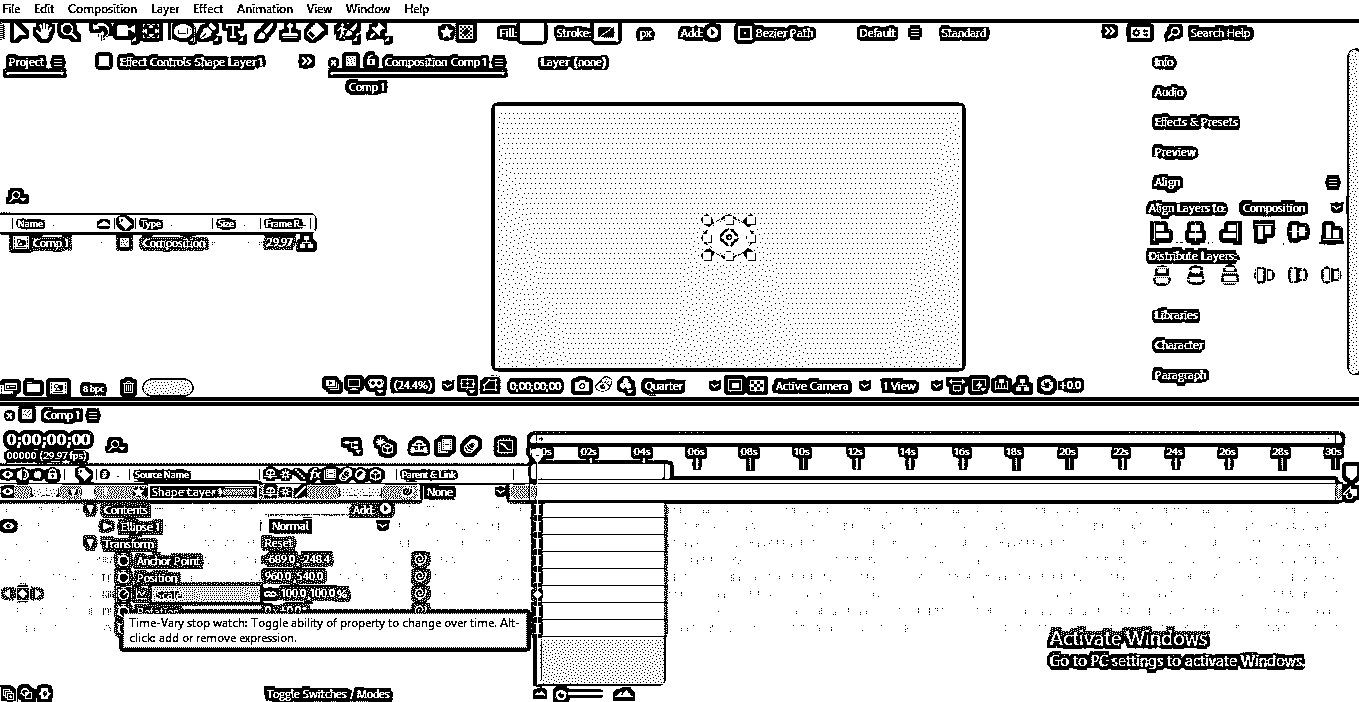 File Edit Composition Layer Effect Animation View Window Help
Fill: Stroke: px Add: Bezier Path Default Standard Search Help
Project Effect Controls Shape Layer 1 Composition Comp 1 Layer (none)
Comp 1
Info
Audio
Effects & Presets
Preview
Align
Align Layers to: Composition
Distribute Layers:
Libraries
Character
Paragraph
Name Type Size Frame R...
Comp 1 Composition 29.97
8 bpc (24.4%) 0;00;00;00 Quarter Active Camera 1 View +0.0
Comp 1
0;00;00;00
00000 (29.97 fps)
02s 04s 06s 08s 10s 12s 14s 16s 18s 20s 22s 24s 26s 28s 30s
# Source Name Parent & Link
Shape Layer 1 None
Contents Add:
Ellipse 1 Normal
Transform Reset
Anchor Point -689.0, -248.4
Position 960.0, 540.0
Scale 100.0, 100.0 %
Time-Vary stop watch: Toggle ability of property to change over time. Alt-
click: add or remove expression.
Activate Windows
Go to PC settings to activate Windows.
Toggle Switches / Modes